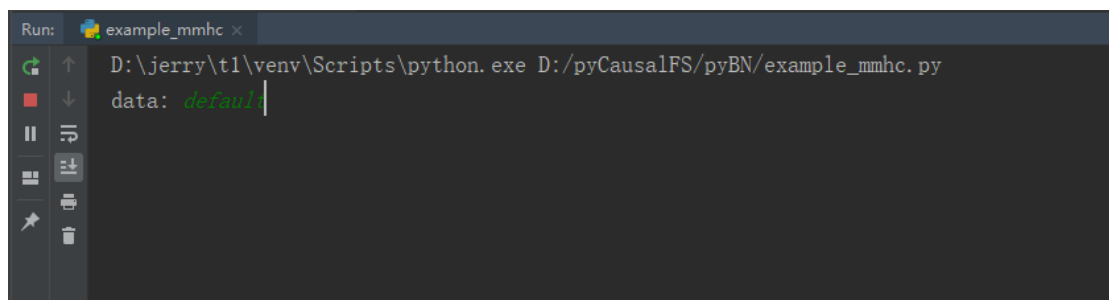 Run: example_mmhc
D:\jerry\t1\venv\Scripts\python.exe D:/pyCausalFS/pyBN/example_mmhc.py
data: default